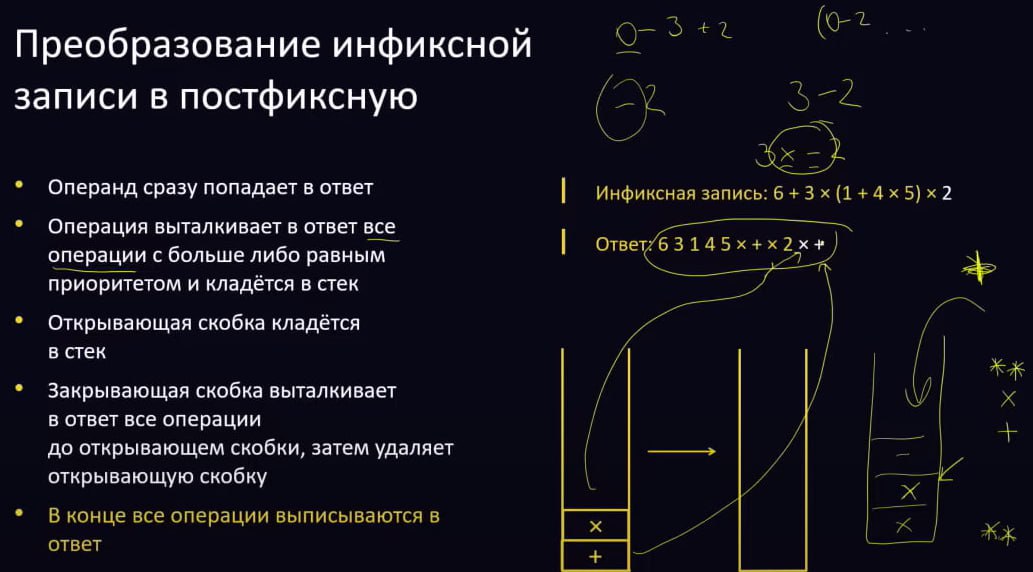 Преобразование инфиксной
записи в постфиксную
• Операнд сразу попадает в ответ
• Операция выталкивает в ответ все
операции с больше либо равным
приоритетом и кладётся в стек
• Открывающая скобка кладётся
в стек
• Закрывающая скобка выталкивает
в ответ все операции
до открывающем скобки, затем удаляет
открывающую скобку
• В конце все операции выписываются в
ответ
0 - 3 + 2
(0-2 ...
- 2
3 - 2
3 x - 2
Инфиксная запись: 6 + 3 × (1 + 4 × 5) × 2
Ответ: 6 3 1 4 5 × + × 2 × +
×
+
+
-
x
x
**
x
+
**